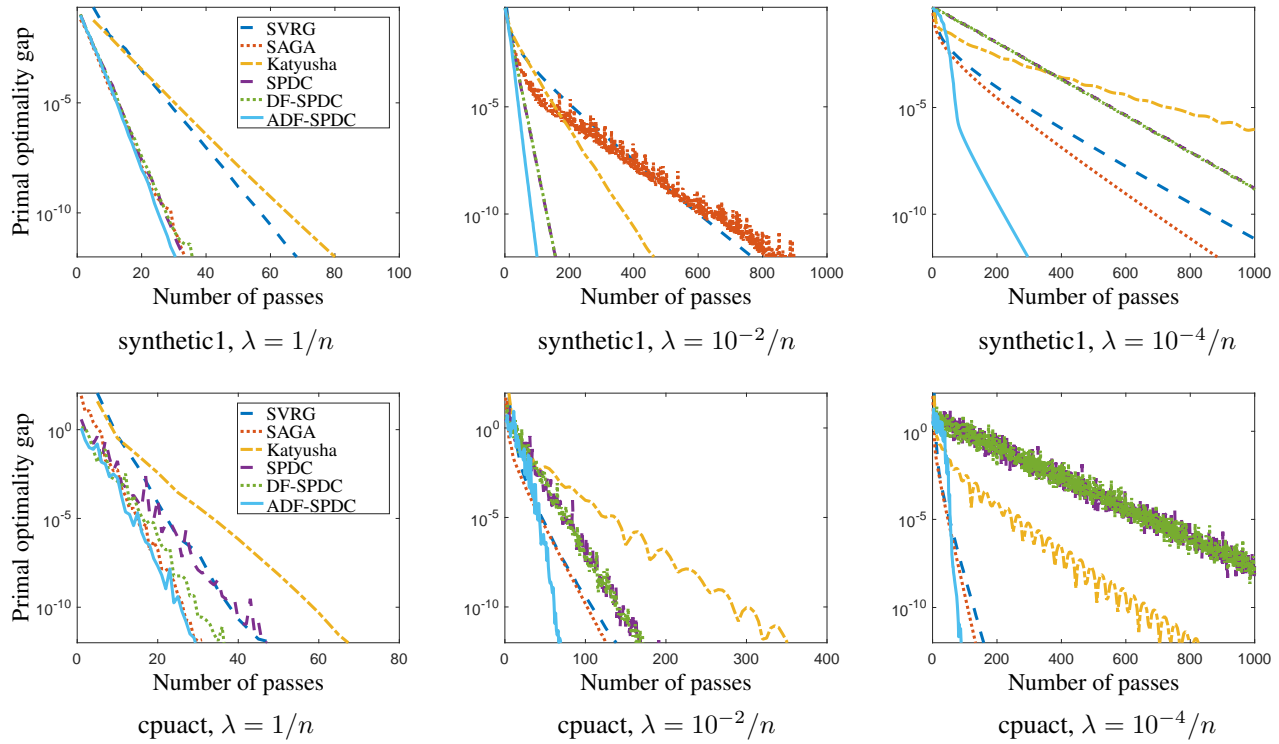 Primal optimality gap
10^{-5}
10^{-10}
SVRG
SAGA
Katyusha
SPDC
DF-SPDC
ADF-SPDC
0 20 40 60 80 100
Number of passes
synthetic1, λ = 1/n
10^{-5}
10^{-10}
0 200 400 600 800 1000
Number of passes
synthetic1, λ = 10^{-2}/n
10^{-5}
10^{-10}
0 200 400 600 800 1000
Number of passes
synthetic1, λ = 10^{-4}/n
Primal optimality gap
10^{0}
10^{-5}
10^{-10}
SVRG
SAGA
Katyusha
SPDC
DF-SPDC
ADF-SPDC
0 20 40 60 80
Number of passes
cpuact, λ = 1/n
10^{0}
10^{-5}
10^{-10}
0 100 200 300 400
Number of passes
cpuact, λ = 10^{-2}/n
10^{0}
10^{-5}
10^{-10}
0 200 400 600 800 1000
Number of passes
cpuact, λ = 10^{-4}/n